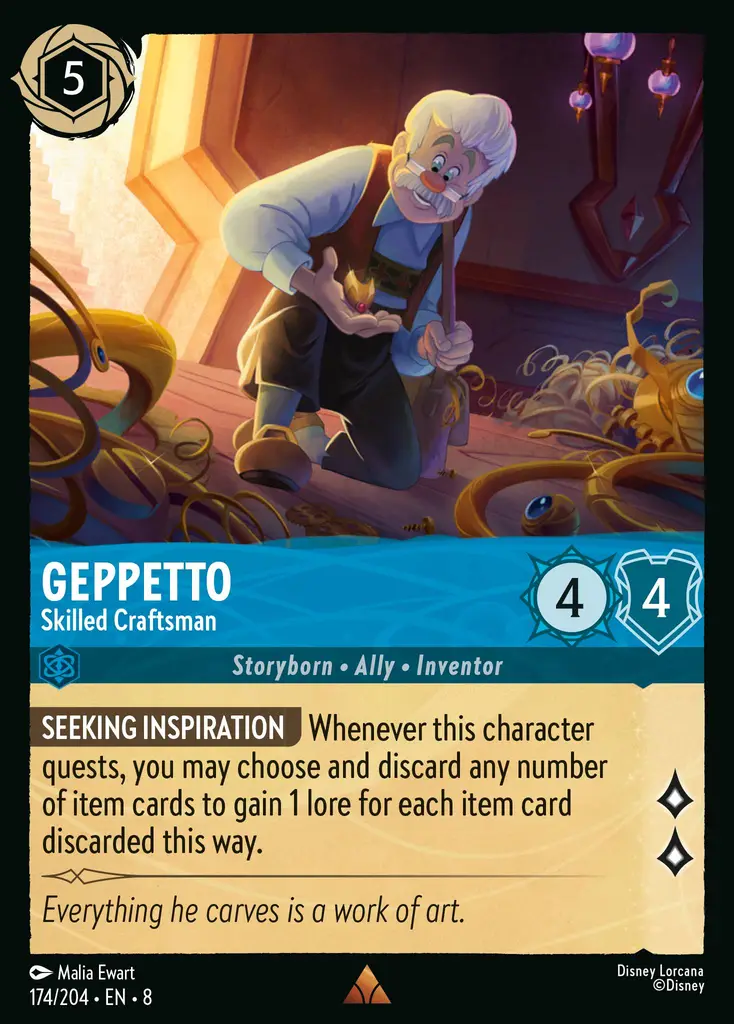 5
GEPPETTO
Skilled Craftsman
4 4
Storyborn • Ally • Inventor
SEEKING INSPIRATION Whenever this character
quests, you may choose and discard any number
of item cards to gain 1 lore for each item card
discarded this way.
Everything he carves is a work of art.
Malia Ewart
174/204 • EN • 8
Disney Lorcana
©Disney